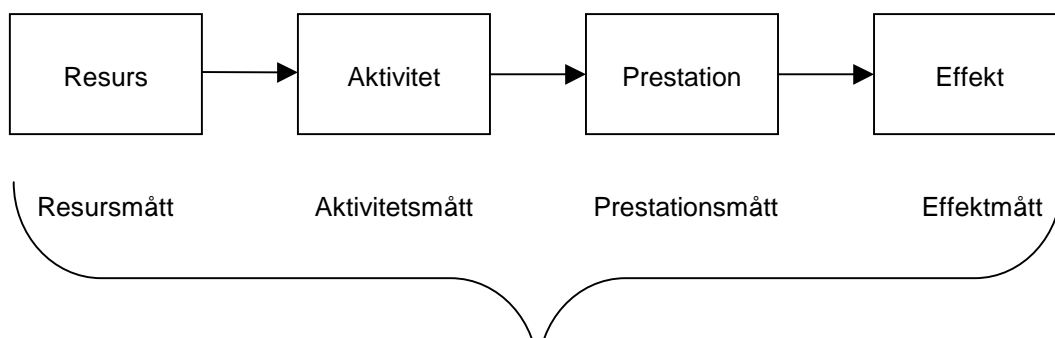 Resurs Aktivitet Prestation Effekt
Resursmått Aktivitetsmått Prestationsmått Effektmått